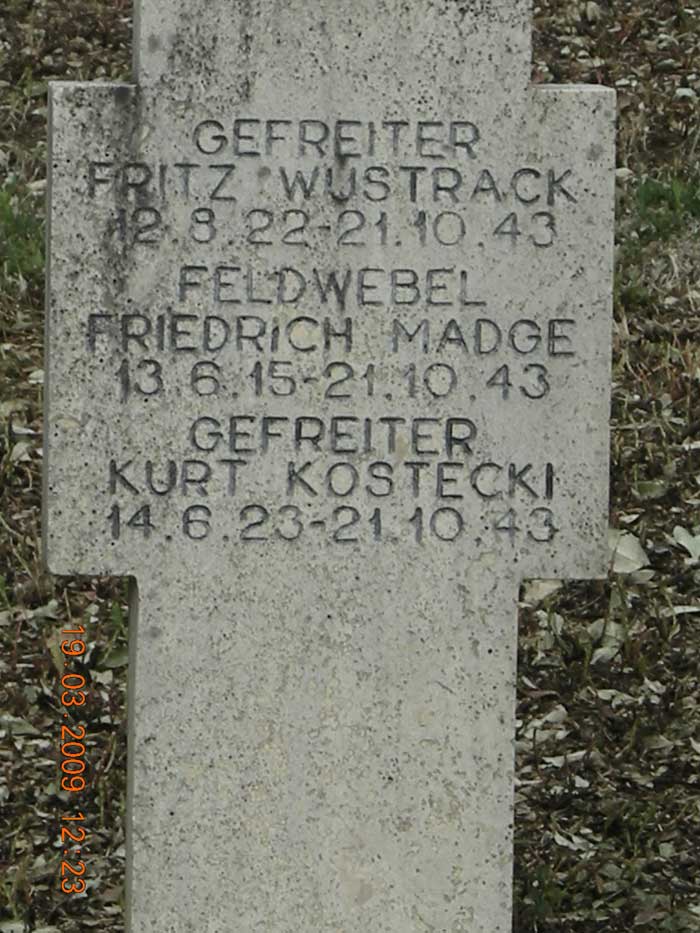 GEFREITER
FRITZ WUSTRACK
12.8.22-21.10.43
FELDWEBEL
FRIEDRICH MADGE
13.6.15-21.10.43
GEFREITER
KURT KOSTECKI
14.6.23-21.10.43
19.03.2009 12:23